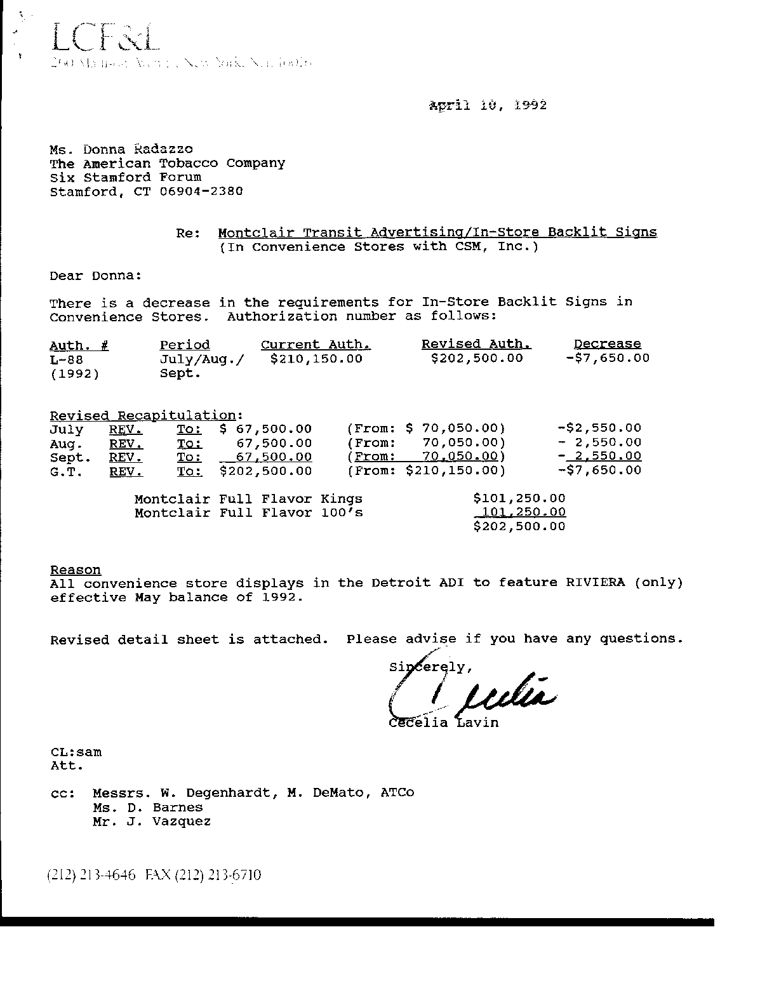 LCF&L
260 Madison Avenue, New York, N.Y. 10016
April 10, 1992
Ms. Donna Radazzo
The American Tobacco Company
Six Stamford Forum
Stamford, CT 06904-2380
Re: Montclair Transit Advertising/In-Store Backlit Signs
(In Convenience Stores with CSM, Inc.)
Dear Donna:
There is a decrease in the requirements for In-Store Backlit Signs in
Convenience Stores. Authorization number as follows:
Auth. # Period Current Auth. Revised Auth. Decrease
L-88 July/Aug./ $210,150.00 $202,500.00 -$7,650.00
(1992) Sept.
Revised Recapitulation:
July REV. To: $ 67,500.00 (From: $ 70,050.00) -$2,550.00
Aug. REV. To: 67,500.00 (From: 70,050.00) - 2,550.00
Sept. REV. To: 67,500.00 (From: 70,050.00) - 2,550.00
G.T. REV. To: $202,500.00 (From: $210,150.00) -$7,650.00
Montclair Full Flavor Kings $101,250.00
Montclair Full Flavor 100's 101,250.00
$202,500.00
Reason
All convenience store displays in the Detroit ADI to feature RIVIERA (only)
effective May balance of 1992.
Revised detail sheet is attached. Please advise if you have any questions.
Sincerely,
Cecelia
Cecelia Lavin
CL:sam
Att.
cc: Messrs. W. Degenhardt, M. DeMato, ATCo
Ms. D. Barnes
Mr. J. Vazquez
(212) 213-4646 FAX (212) 213-6710